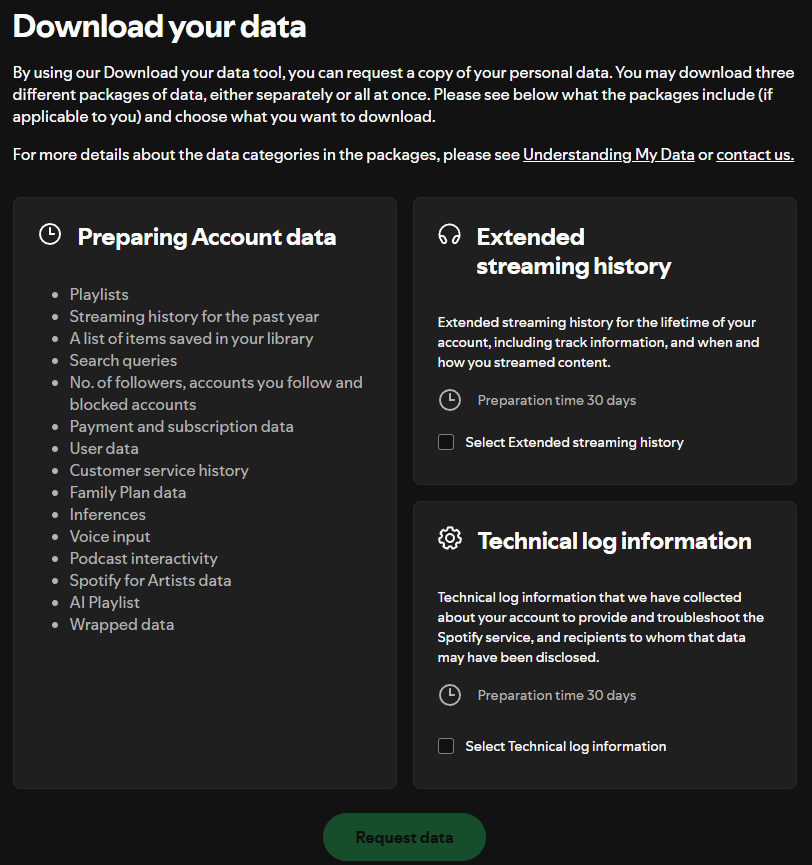 Download your data
By using our Download your data tool, you can request a copy of your personal data. You may download three
different packages of data, either separately or all at once. Please see below what the packages include (if
applicable to you) and choose what you want to download.
For more details about the data categories in the packages, please see Understanding My Data or contact us.
Preparing Account data
Playlists
Streaming history for the past year
A list of items saved in your library
Search queries
No. of followers, accounts you follow and
blocked accounts
Payment and subscription data
User data
Customer service history
Family Plan data
Inferences
Voice input
Podcast interactivity
Spotify for Artists data
AI Playlist
Wrapped data
Extended
streaming history
Extended streaming history for the lifetime of your
account, including track information, and when and
how you streamed content.
Preparation time 30 days
Select Extended streaming history
Technical log information
Technical log information that we have collected
about your account to provide and troubleshoot the
Spotify service, and recipients to whom that data
may have been disclosed.
Preparation time 30 days
Select Technical log information
Request data